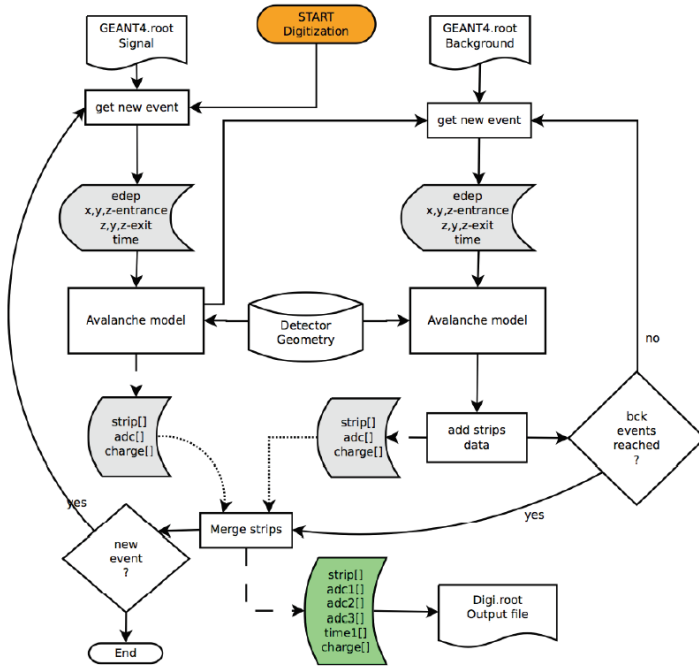 START
Digitization
GEANT4.root
Signal
GEANT4.root
Background
get new event
get new event
edep
x,y,z-entrance
z,y,z-exit
time
edep
x,y,z-entrance
z,y,z-exit
time
Avalanche model
Detector
Geometry
Avalanche model
no
strip[]
adc[]
charge[]
strip[]
adc[]
charge[]
add strips
data
bck
events
reached
?
yes
yes
Merge strips
new
event
?
strip[]
adc1[]
adc2[]
adc3[]
time1[]
charge[]
Digi.root
Output file
End